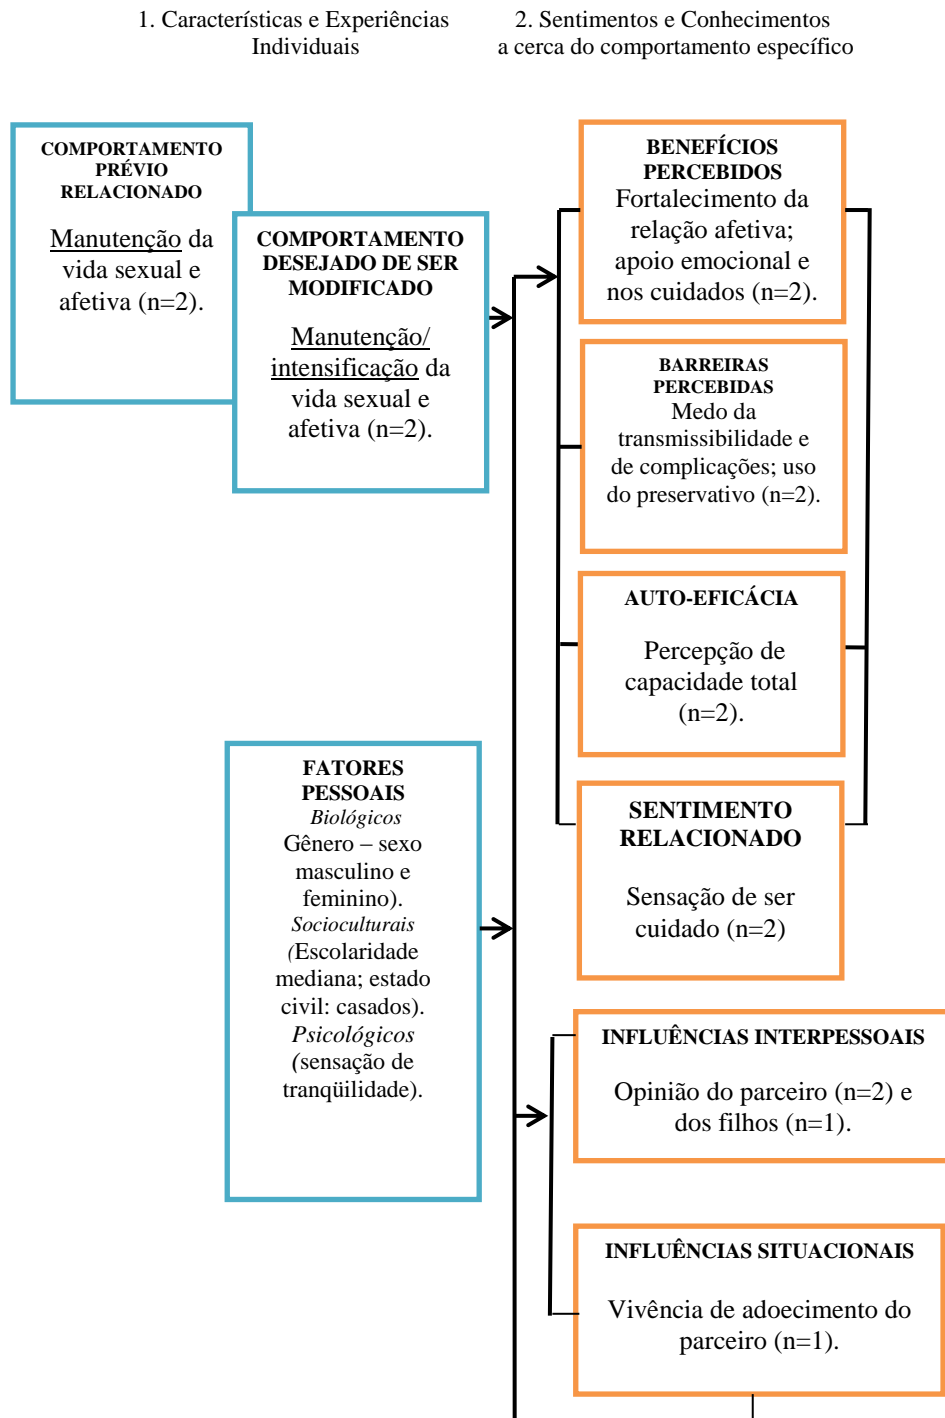 1. Características e Experiências
Individuais
2. Sentimentos e Conhecimentos
a cerca do comportamento específico
COMPORTAMENTO
PRÉVIO
RELACIONADO
Manutenção da
vida sexual e
afetiva (n=2).
COMPORTAMENTO
DESEJADO DE SER
MODIFICADO
Manutenção/
intensificação da
vida sexual e
afetiva (n=2).
BENEFÍCIOS
PERCEBIDOS
Fortalecimento da
relação afetiva;
apoio emocional e
nos cuidados (n=2).
BARREIRAS
PERCEBIDAS
Medo da
transmissibilidade e
de complicações; uso
do preservativo (n=2).
AUTO-EFICÁCIA
Percepção de
capacidade total
(n=2).
FATORES
PESSOAIS
Biológicos
Gênero – sexo
masculino e
feminino).
Socioculturais
(Escolaridade
mediana; estado
civil: casados).
Psicológicos
(sensação de
tranqüilidade).
SENTIMENTO
RELACIONADO
Sensação de ser
cuidado (n=2)
INFLUÊNCIAS INTERPESSOAIS
Opinião do parceiro (n=2) e
dos filhos (n=1).
INFLUÊNCIAS SITUACIONAIS
Vivência de adoecimento do
parceiro (n=1).